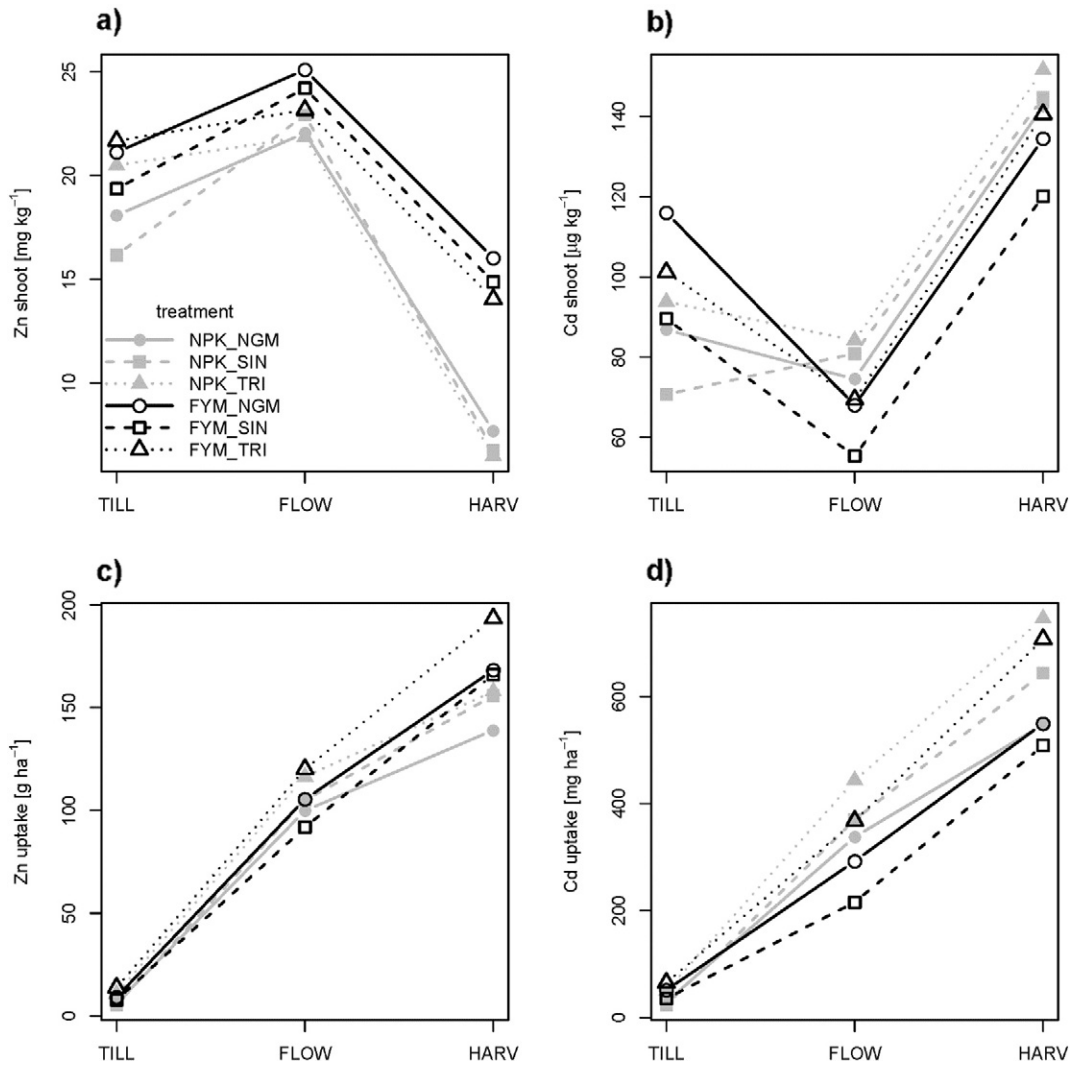 a)
Zn shoot [mg kg⁻¹]
25
20
15
10
treatment
NPK_NGM
NPK_SIN
NPK_TRI
FYM_NGM
FYM_SIN
FYM_TRI
TILL FLOW HARV
b)
Cd shoot [µg kg⁻¹]
140
120
100
80
60
TILL FLOW HARV
c)
Zn uptake [g ha⁻¹]
200
150
100
50
0
TILL FLOW HARV
d)
Cd uptake [mg ha⁻¹]
600
400
200
0
TILL FLOW HARV